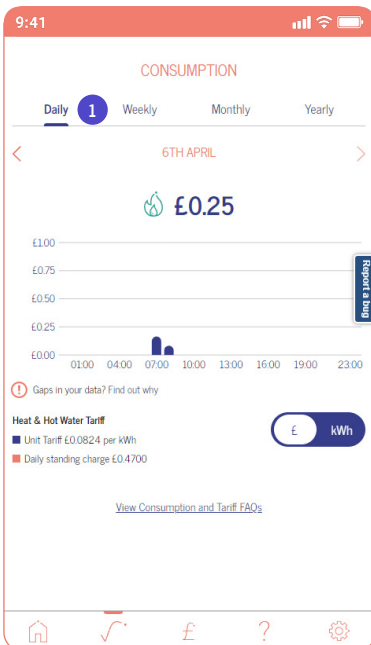 9:41
CONSUMPTION
Daily 1 Weekly Monthly Yearly
6TH APRIL
£0.25
£1.00
£0.75
£0.50
£0.25
£0.00
01:00 04:00 07:00 10:00 13:00 16:00 19:00 23:00
Report a bug
! Gaps in your data? Find out why
Heat & Hot Water Tariff
Unit Tariff £0.0824 per kWh
Daily standing charge £0.4700
£ kWh
View Consumption and Tariff FAQs
£ ?